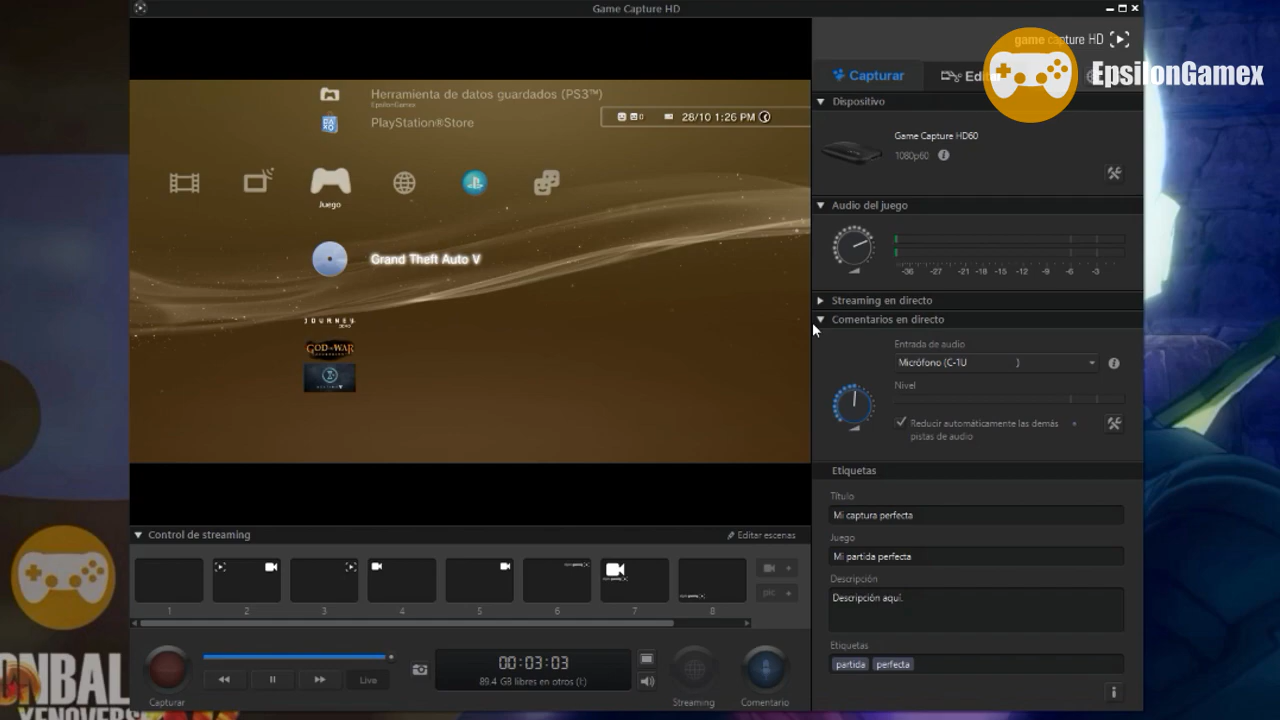 Game Capture HD
game capture HD
EpsilonGamex
Capturar
Dispositivo
Game Capture HD60
1080p60
Audio del juego
-36 -27 -21 -18 -15 -12 -9 -6 -3
Streaming en directo
Comentarios en directo
Entrada de audio
Micrófono (C-1U )
Nivel
Reducir automáticamente las demás
pistas de audio
Etiquetas
Título
Mi captura perfecta
Juego
Mi partida perfecta
Descripción
Descripción aquí.
Etiquetas
partida perfecta
Herramienta de datos guardados (PS3™)
EpsilonGamex
PlayStation®Store
28/10 1:26 PM
Juego
Grand Theft Auto V
JOURNEY
GOD OF WAR
Control de streaming
Editar escenas
1 2 3 4 5 6 7 8
pic
00:03:03
89.4 GB libres en otros (I:)
Live
Capturar
Streaming
Comentario
XENOVERSE